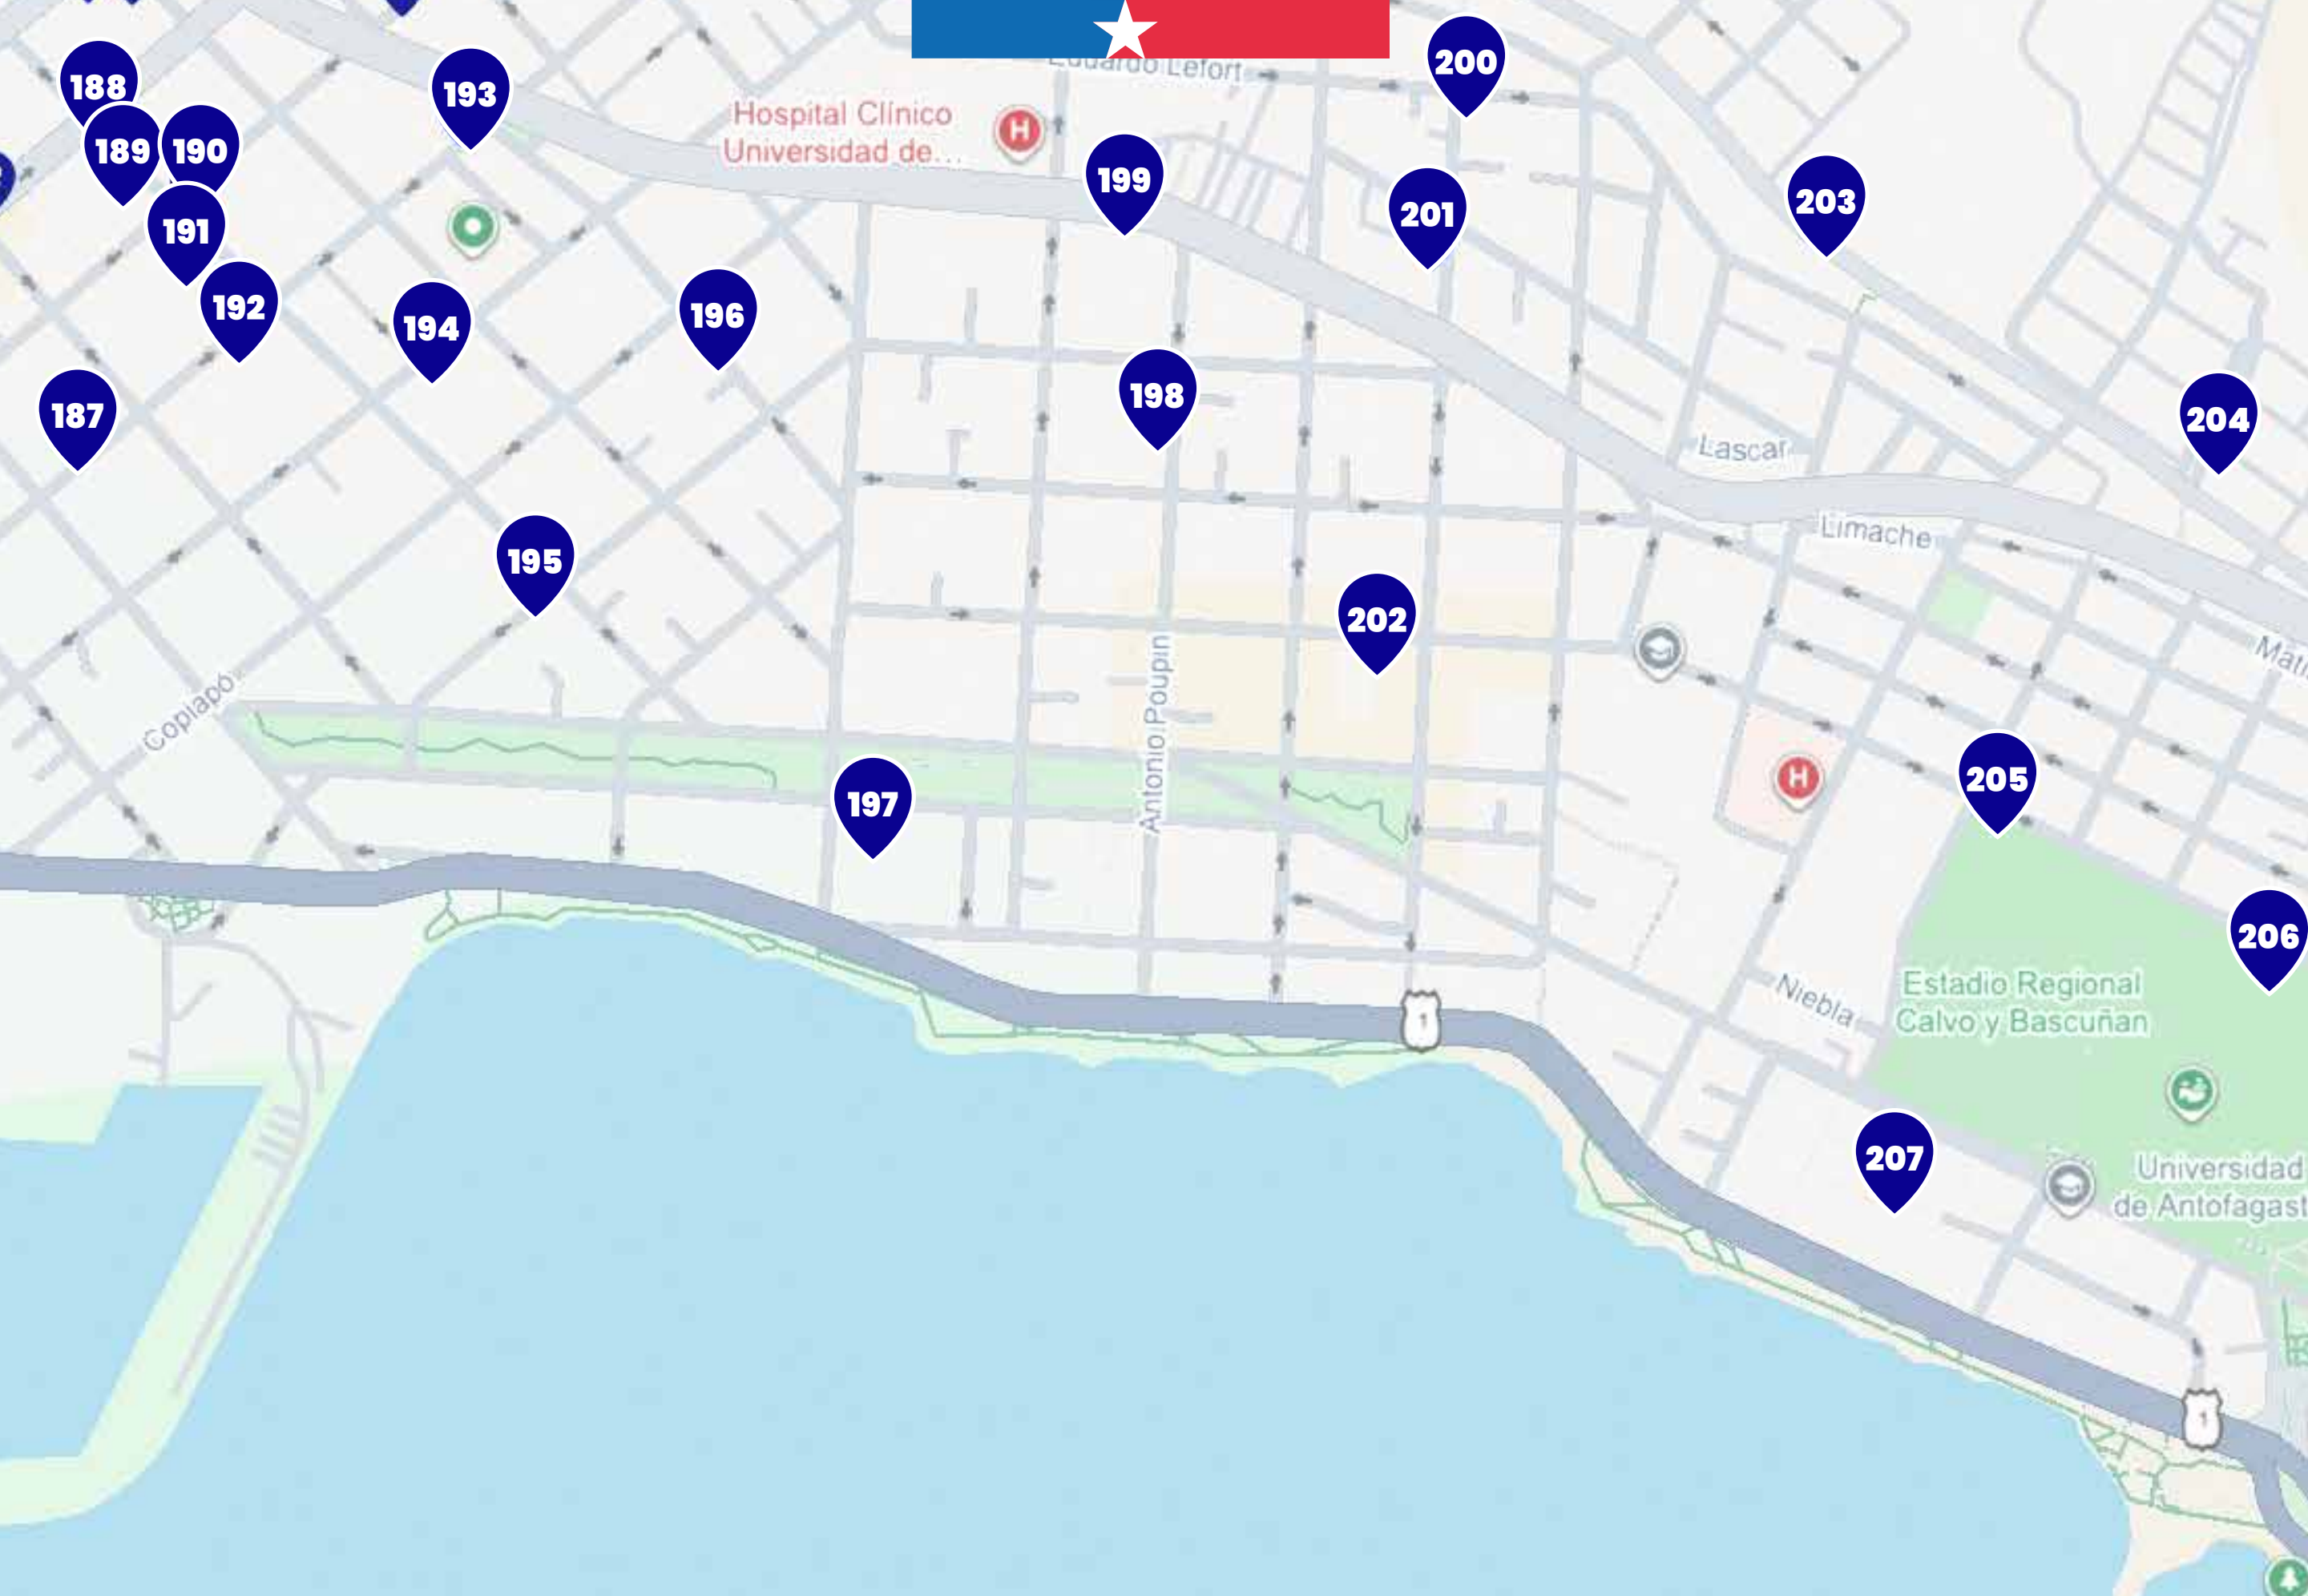 Eduardo Lefort
200
188
193
Hospital Clínico
Universidad de...
H
189
190
199
203
201
191
192
196
194
198
187
204
Lascar
Limache
195
202
Antonio Poupin
Copiapó
H
205
197
206
Estadio Regional
Calvo y Bascuñan
Niebla
1
207
Universidad
de Antofagast
1